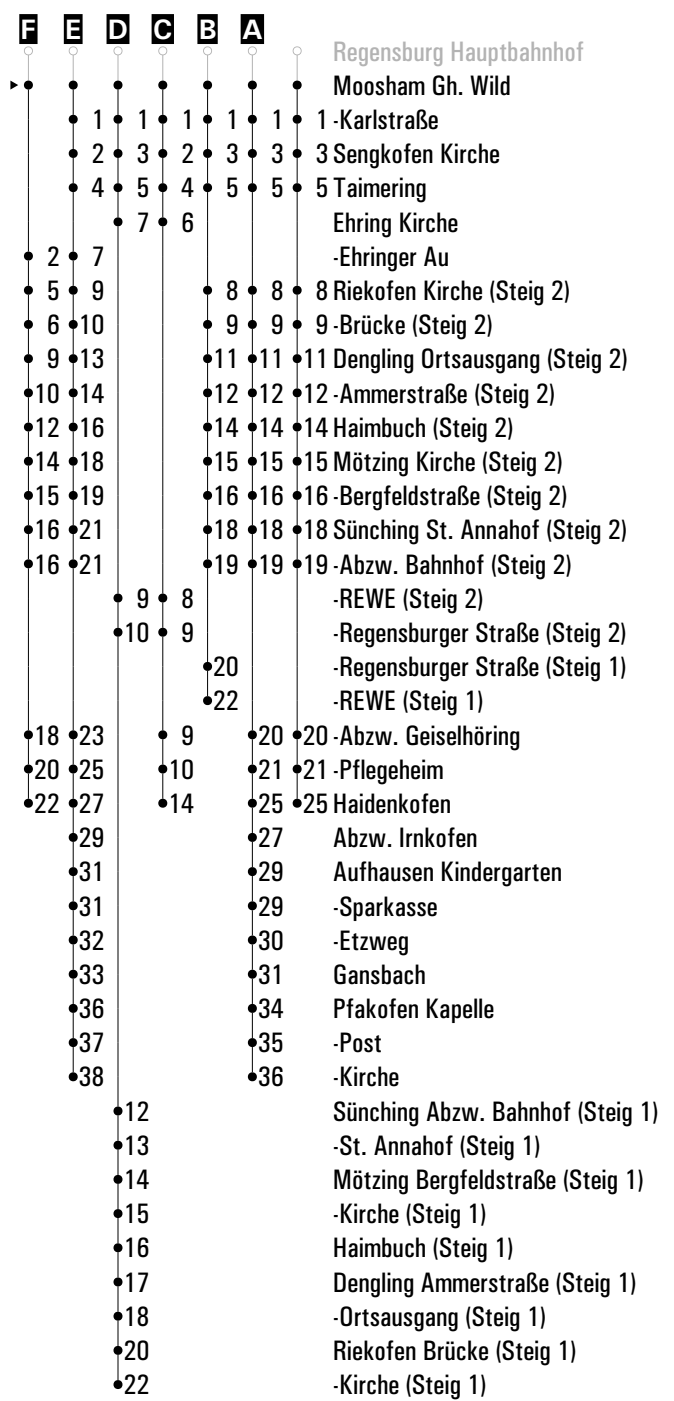 F E D C B A
Regensburg Hauptbahnhof
Moosham Gh. Wild
1 1 1 1 1 1 -Karlstraße
2 3 2 3 3 3 Sengkofen Kirche
4 5 4 5 5 5 Taimering
7 6 Ehring Kirche
2 7 -Ehringer Au
5 9 8 8 8 Riekofen Kirche (Steig 2)
6 10 9 9 9 -Brücke (Steig 2)
9 13 11 11 11 Dengling Ortsausgang (Steig 2)
10 14 12 12 12 -Ammerstraße (Steig 2)
12 16 14 14 14 Haimbuch (Steig 2)
14 18 15 15 15 Mötzing Kirche (Steig 2)
15 19 16 16 16 -Bergfeldstraße (Steig 2)
16 21 18 18 18 Sünching St. Annahof (Steig 2)
16 21 19 19 19 -Abzw. Bahnhof (Steig 2)
9 8 -REWE (Steig 2)
10 9 -Regensburger Straße (Steig 2)
20 -Regensburger Straße (Steig 1)
22 -REWE (Steig 1)
18 23 9 20 20 -Abzw. Geiselhöring
20 25 10 21 21 -Pflegeheim
22 27 14 25 25 Haidenkofen
29 27 Abzw. Irnkofen
31 29 Aufhausen Kindergarten
31 29 -Sparkasse
32 30 -Etzweg
33 31 Gansbach
36 34 Pfakofen Kapelle
37 35 -Post
38 36 -Kirche
12 Sünching Abzw. Bahnhof (Steig 1)
13 -St. Annahof (Steig 1)
14 Mötzing Bergfeldstraße (Steig 1)
15 -Kirche (Steig 1)
16 Haimbuch (Steig 1)
17 Dengling Ammerstraße (Steig 1)
18 -Ortsausgang (Steig 1)
20 Riekofen Brücke (Steig 1)
22 -Kirche (Steig 1)